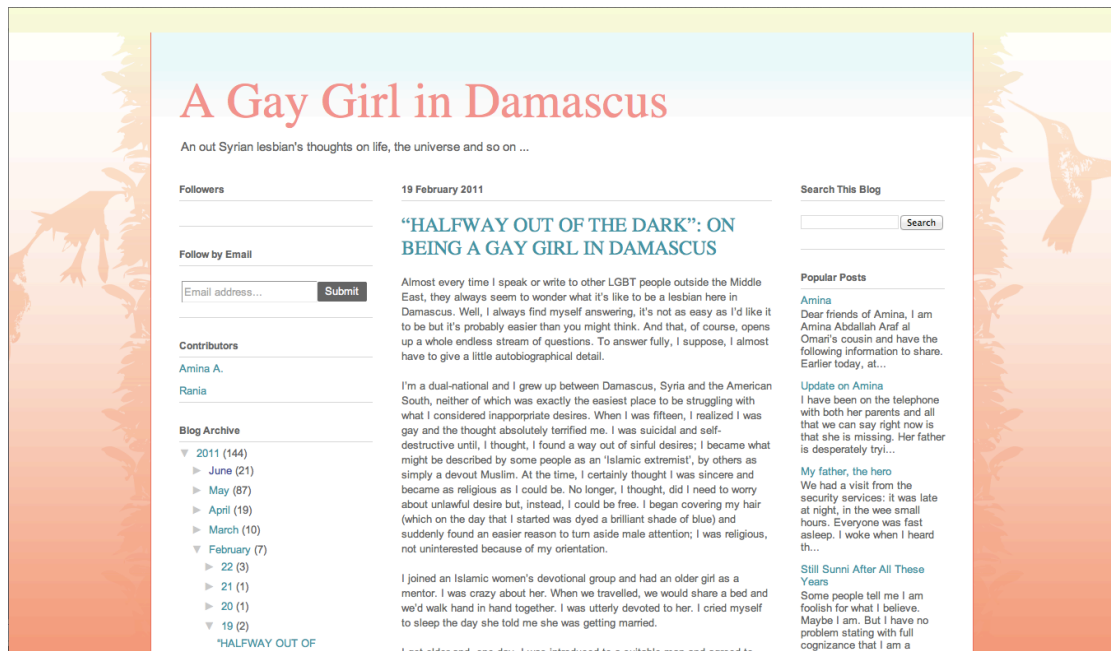 A Gay Girl in Damascus
An out Syrian lesbian's thoughts on life, the universe and so on ...
Followers
Follow by Email
Email address...
Submit
Contributors
Amina A.
Rania
Blog Archive
▼ 2011 (144)
► June (21)
► May (87)
► April (19)
► March (10)
▼ February (7)
► 22 (3)
► 21 (1)
► 20 (1)
▼ 19 (2)
"HALFWAY OUT OF
19 February 2011
“HALFWAY OUT OF THE DARK”: ON
BEING A GAY GIRL IN DAMASCUS
Almost every time I speak or write to other LGBT people outside the Middle
East, they always seem to wonder what it’s like to be a lesbian here in
Damascus. Well, I always find myself answering, it’s not as easy as I’d like it
to be but it’s probably easier than you might think. And that, of course, opens
up a whole endless stream of questions. To answer fully, I suppose, I almost
have to give a little autobiographical detail.
I’m a dual-national and I grew up between Damascus, Syria and the American
South, neither of which was exactly the easiest place to be struggling with
what I considered inapporpriate desires. When I was fifteen, I realized I was
gay and the thought absolutely terrified me. I was suicidal and self-
destructive until, I thought, I found a way out of sinful desires; I became what
might be described by some people as an ‘Islamic extremist’, by others as
simply a devout Muslim. At the time, I certainly thought I was sincere and
became as religious as I could be. No longer, I thought, did I need to worry
about unlawful desire but, instead, I could be free. I began covering my hair
(which on the day that I started was dyed a brilliant shade of blue) and
suddenly found an easier reason to turn aside male attention; I was religious,
not uninterested because of my orientation.
I joined an Islamic women’s devotional group and had an older girl as a
mentor. I was crazy about her. When we travelled, we would share a bed and
we’d walk hand in hand together. I was utterly devoted to her. I cried myself
to sleep the day she told me she was getting married.
I got older and, one day, I was introduced to a suitable man and agreed to
Search This Blog
Search
Popular Posts
Amina
Dear friends of Amina, I am
Amina Abdallah Araf al
Omari's cousin and have the
following information to share.
Earlier today, at...
Update on Amina
I have been on the telephone
with both her parents and all
that we can say right now is
that she is missing. Her father
is desperately tryi...
My father, the hero
We had a visit from the
security services: it was late
at night, in the wee small
hours. Everyone was fast
asleep. I woke when I heard
th...
Still Sunni After All These
Years
Some people tell me I am
foolish for what I believe.
Maybe I am. But I have no
problem stating with full
cognizance that I am a